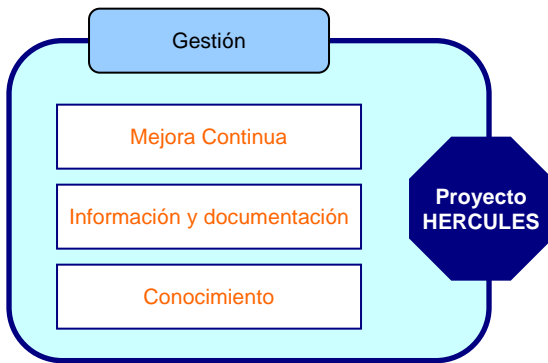 Gestión
Mejora Continua
Información y documentación
Conocimiento
Proyecto
HERCULES